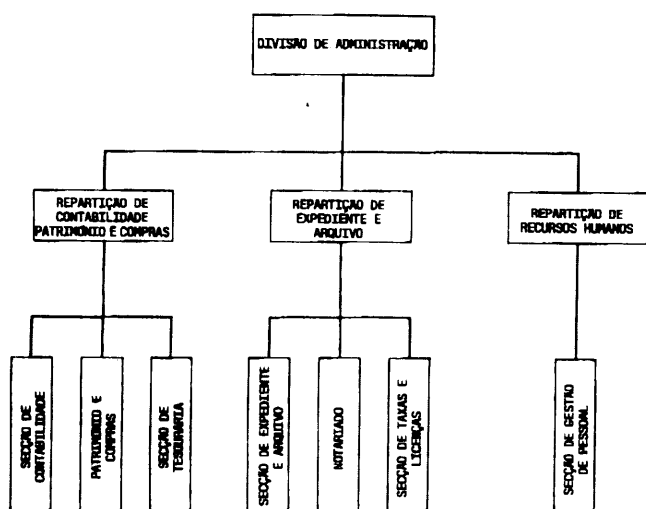 DIVISÃO DE ADMINISTRAÇÃO
REPARTIÇÃO DE
CONTABILIDADE
PATRIMÓNIO E COMPRAS
REPARTIÇÃO DE
EXPEDIENTE E
ARQUIVO
REPARTIÇÃO DE
RECURSOS HUMANOS
SECÇÃO DE
CONTABILIDADE
PATRIMÓNIO E
COMPRAS
SECÇÃO DE
TESOURARIA
SECÇÃO DE EXPEDIENTE
E ARQUIVO
NOTARIADO
SECÇÃO DE TAXAS E
LICENÇAS
SECÇÃO DE GESTÃO
DE PESSOAL